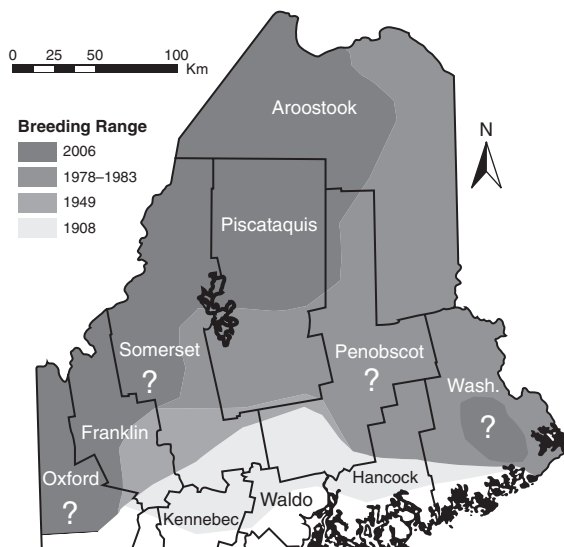 0 25 50 100
Km
Aroostook
Breeding Range
2006
1978–1983
1949
1908
N
Piscataquis
Somerset
?
Penobscot
?
Wash.
?
Franklin
Oxford
?
Hancock
Waldo
Kennebec